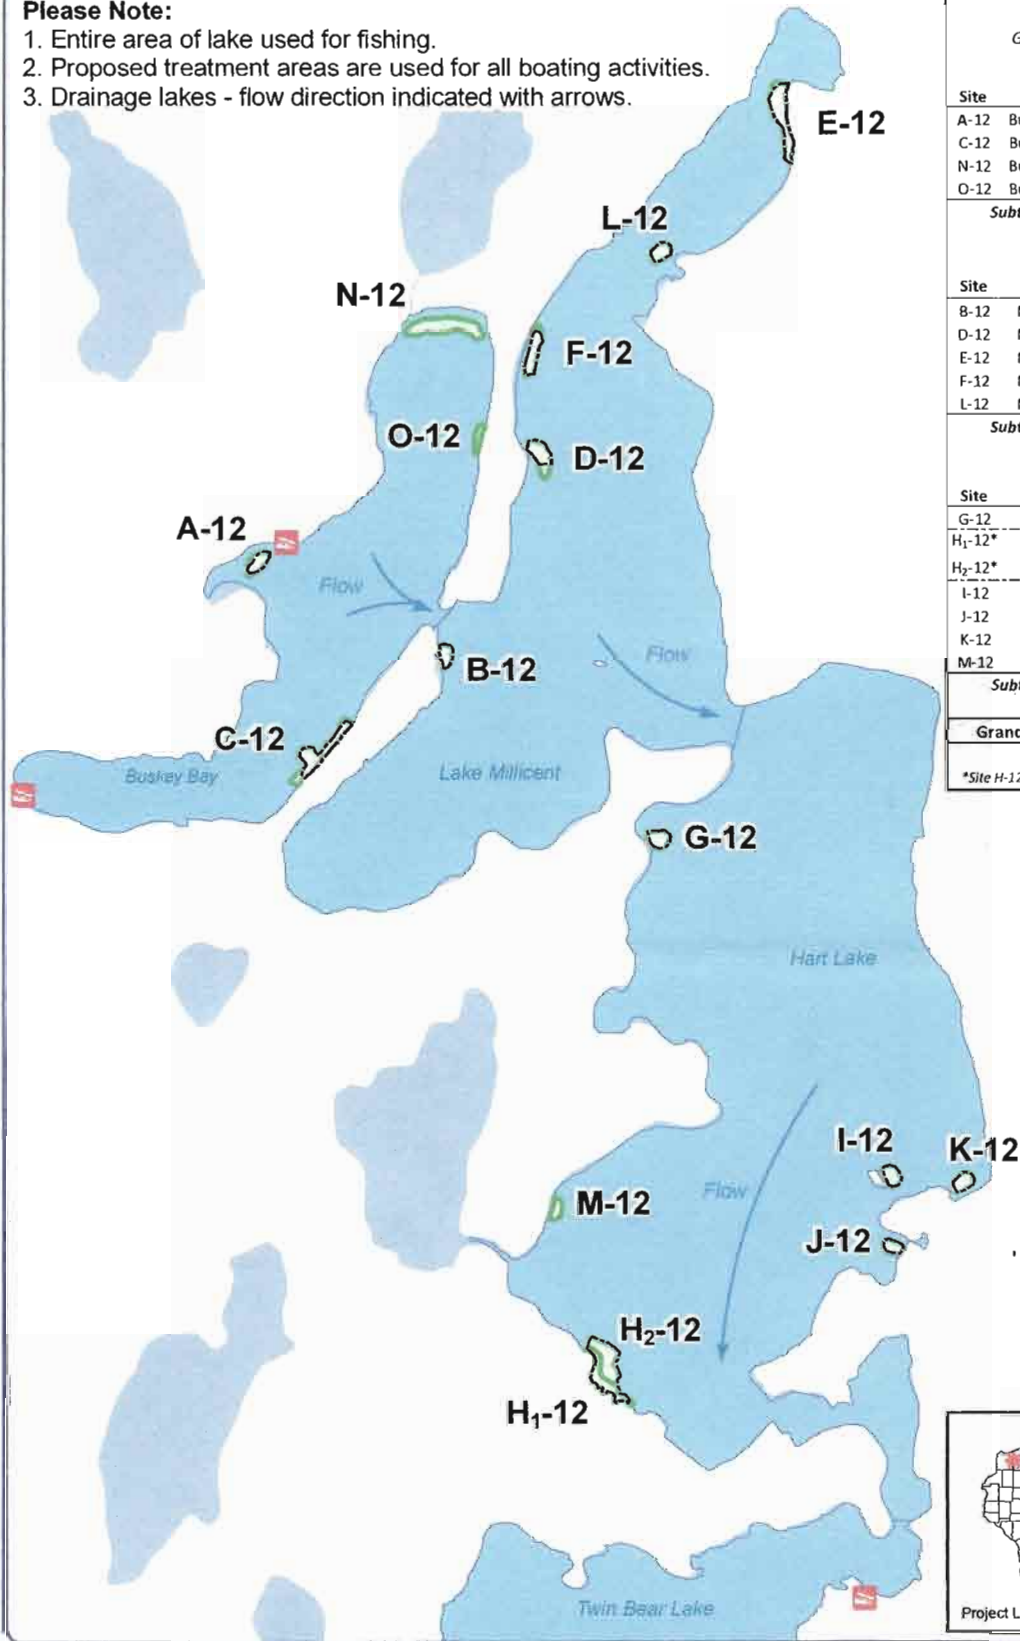 Please Note:
1. Entire area of lake used for fishing.
2. Proposed treatment areas are used for all boating activities.
3. Drainage lakes - flow direction indicated with arrows.
E-12
L-12
N-12
F-12
O-12
D-12
A-12
Flow
B-12
Flow
C-12
Buskey Bay
Lake Millicent
G-12
Hart Lake
I-12
K-12
M-12
Flow
J-12
H₂-12
H₁-12
Twin Bear Lake
Site
A-12
C-12
N-12
O-12
Site
B-12
D-12
E-12
F-12
L-12
Site
G-12
H₁-12*
H₂-12*
I-12
J-12
K-12
M-12
Grand
*Site H-12
Project L